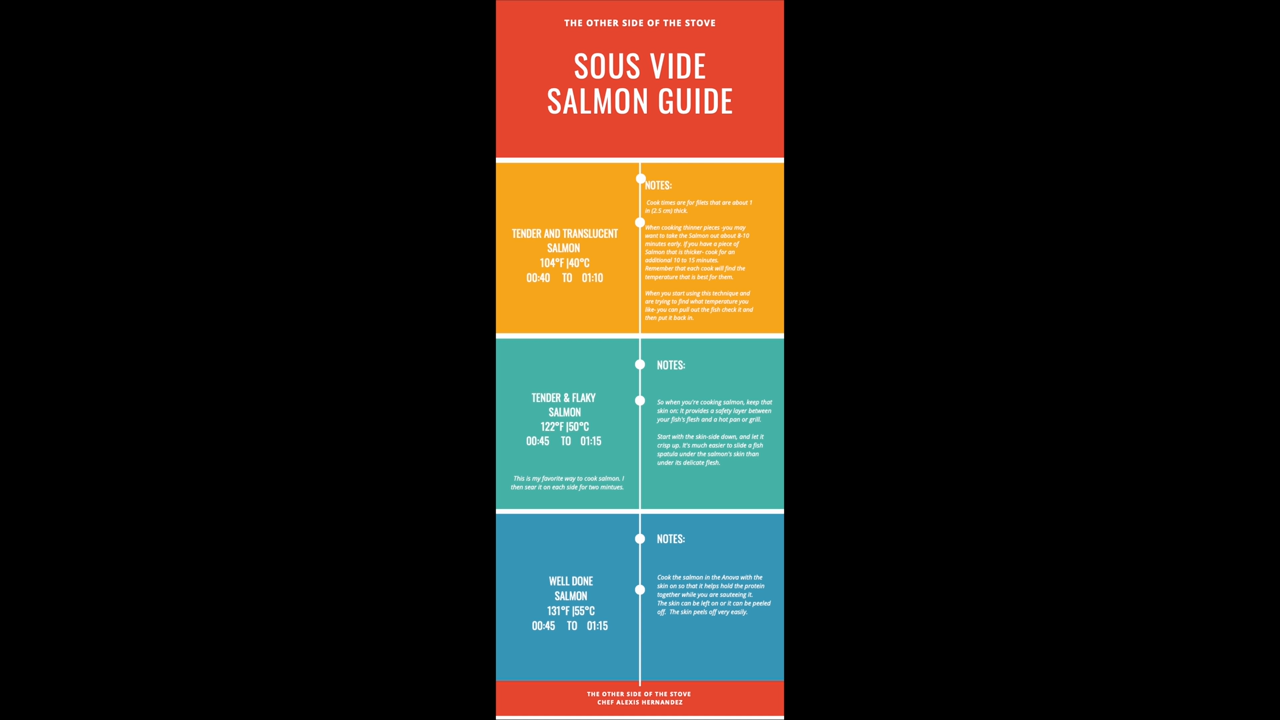 THE OTHER SIDE OF THE STOVE
SOUS VIDE
SALMON GUIDE
TENDER AND TRANSLUCENT
SALMON
104°F |40°C
00:40 TO 01:10
NOTES:
Cook times are for filets that are about 1
in (2.5 cm) thick.
When cooking thinner pieces -you may
want to take the Salmon out about 8-10
minutes early. If you have a piece of
Salmon that is thicker- cook for an
additional 10 to 15 minutes.
Remember that each cook will find the
temperature that is best for them.
When you start using this technique and
are trying to find what temperature you
like- you can pull out the fish check it and
then put it back in.
TENDER & FLAKY
SALMON
122°F |50°C
00:45 TO 01:15
This is my favorite way to cook salmon. I
then sear it on each side for two mintues.
NOTES:
So when you're cooking salmon, keep that
skin on: It provides a safety layer between
your fish's flesh and a hot pan or grill.
Start with the skin-side down, and let it
crisp up. It's much easier to slide a fish
spatula under the salmon's skin than
under its delicate flesh.
WELL DONE
SALMON
131°F |55°C
00:45 TO 01:15
NOTES:
Cook the salmon in the Anova with the
skin on so that it helps hold the protein
together while you are sauteeing it.
The skin can be left on or it can be peeled
off. The skin peels off very easily.
THE OTHER SIDE OF THE STOVE
CHEF ALEXIS HERNANDEZ